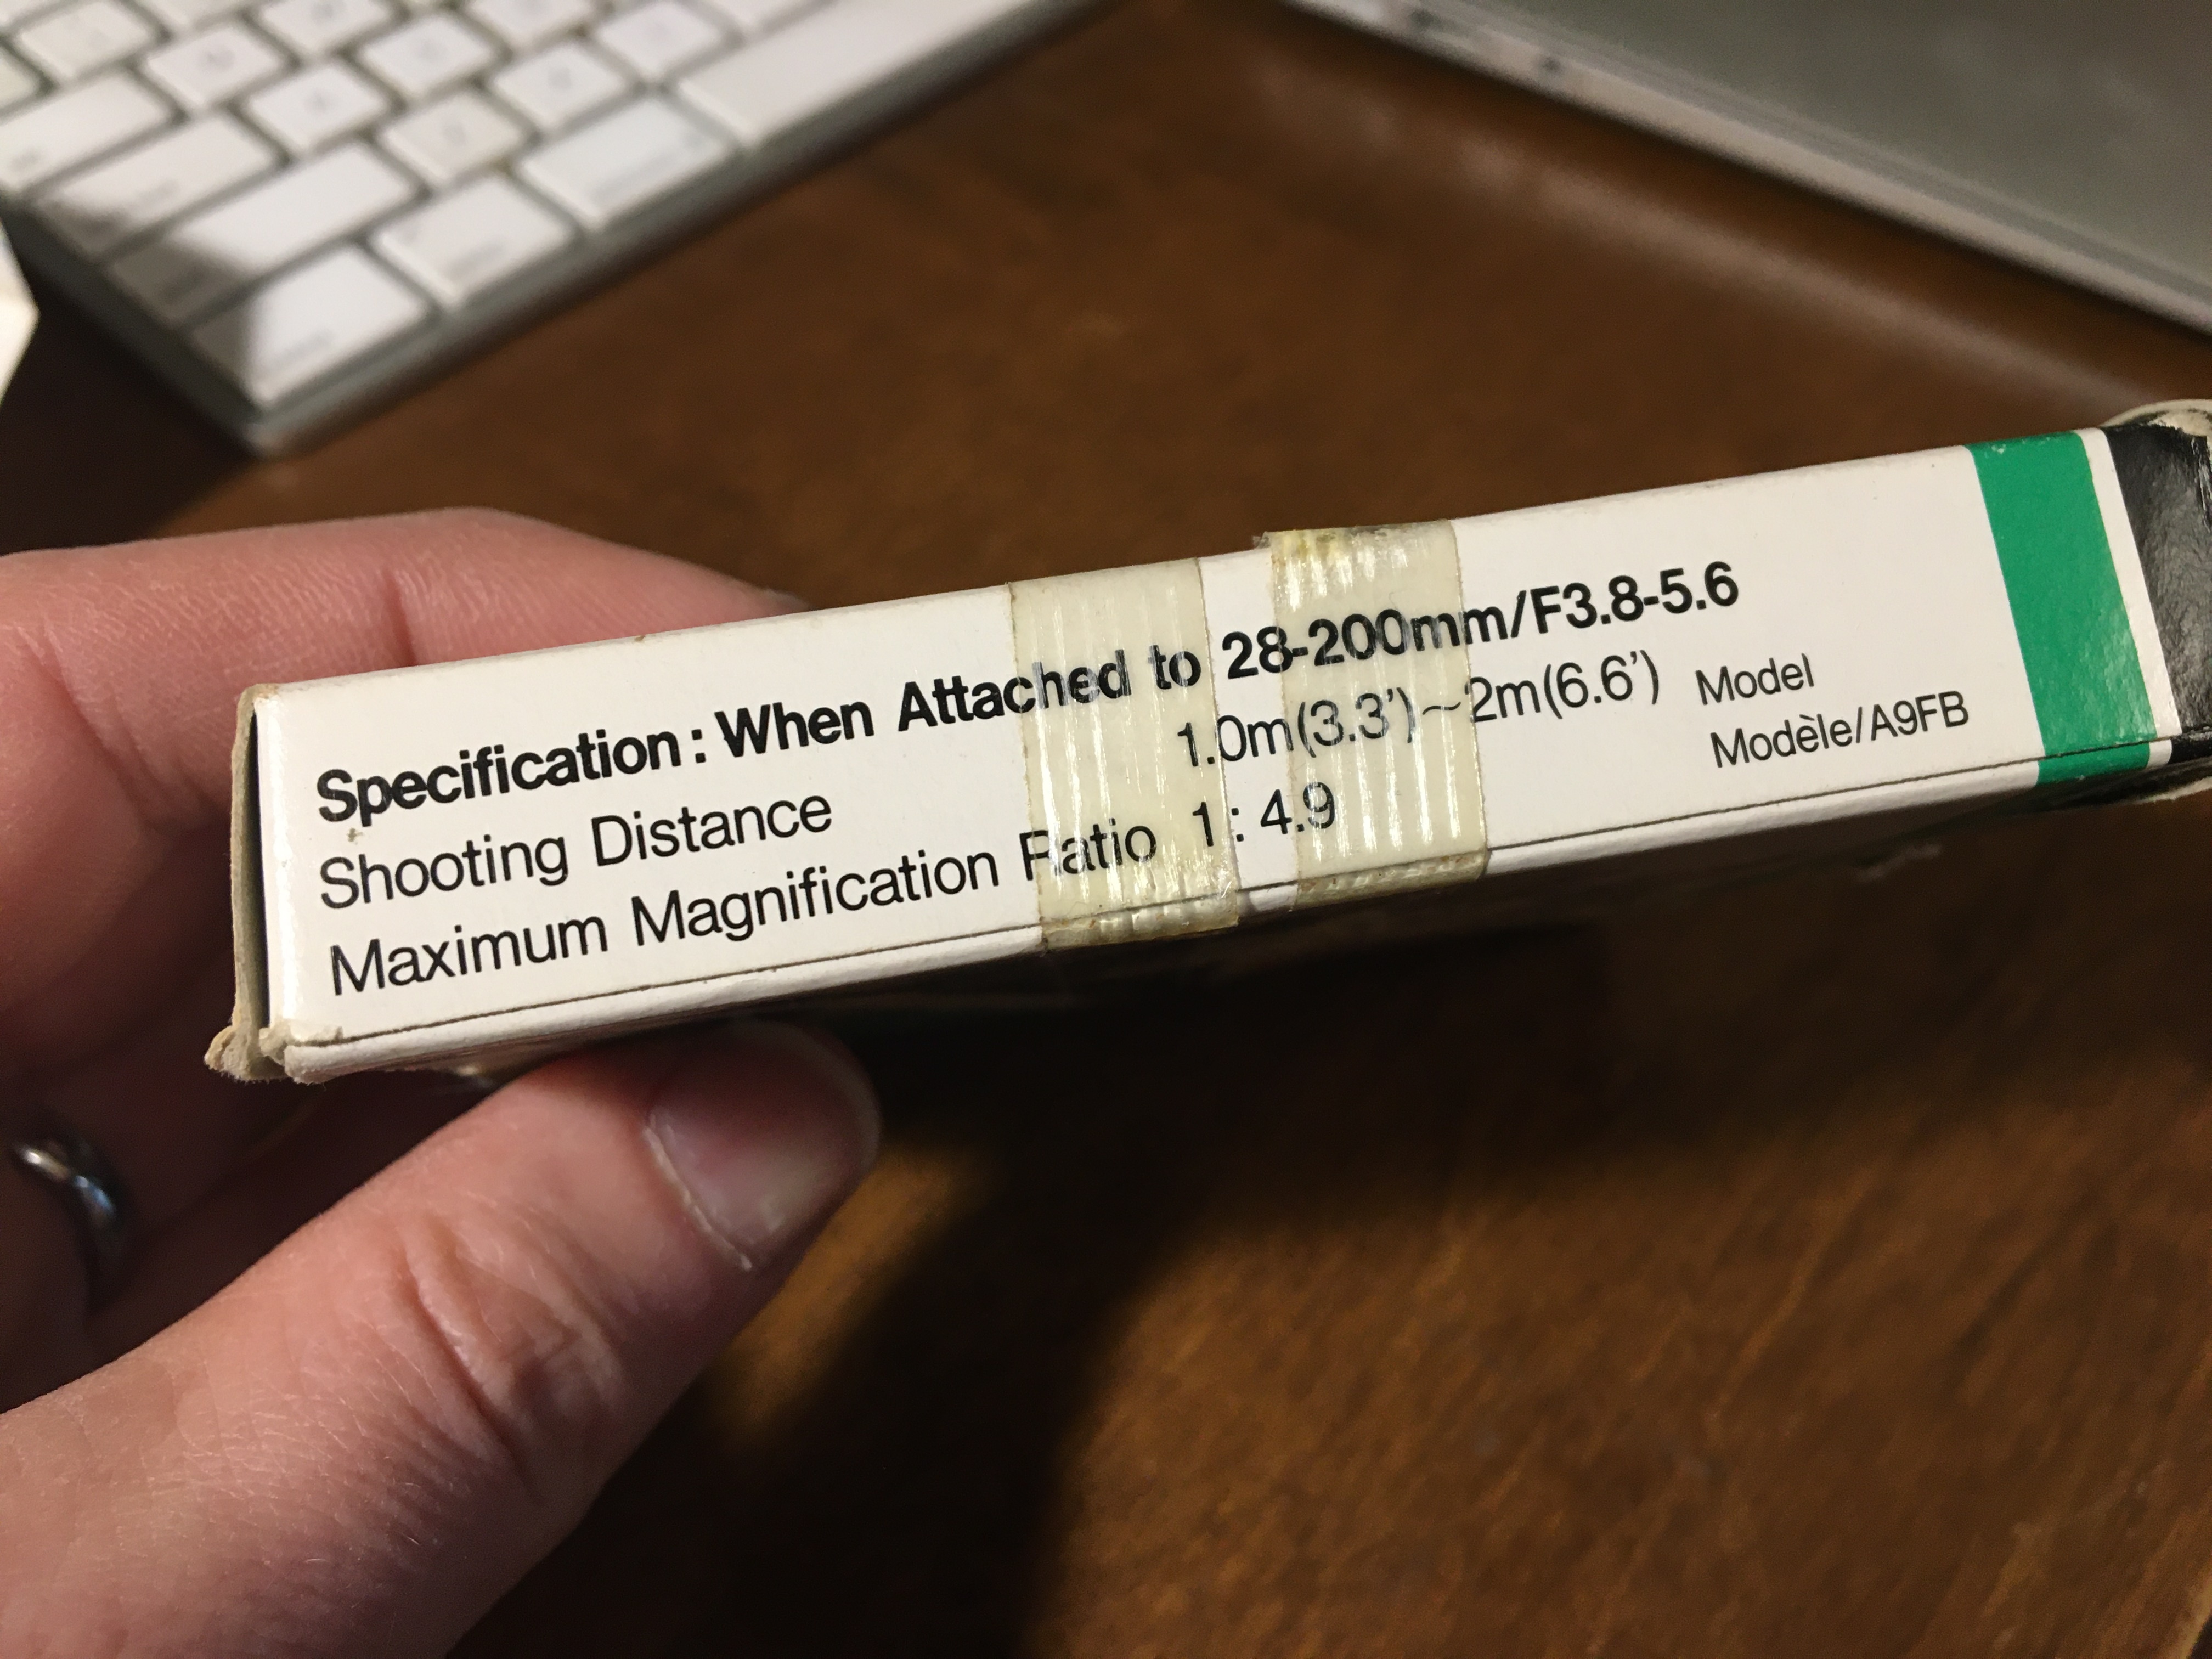 Specification: When Attached to 28-200mm/F3.8-5.6
Shooting Distance 1.0m(3.3')~2m(6.6')
Maximum Magnification Ratio 1: 4.9
Model
Modèle/A9FB